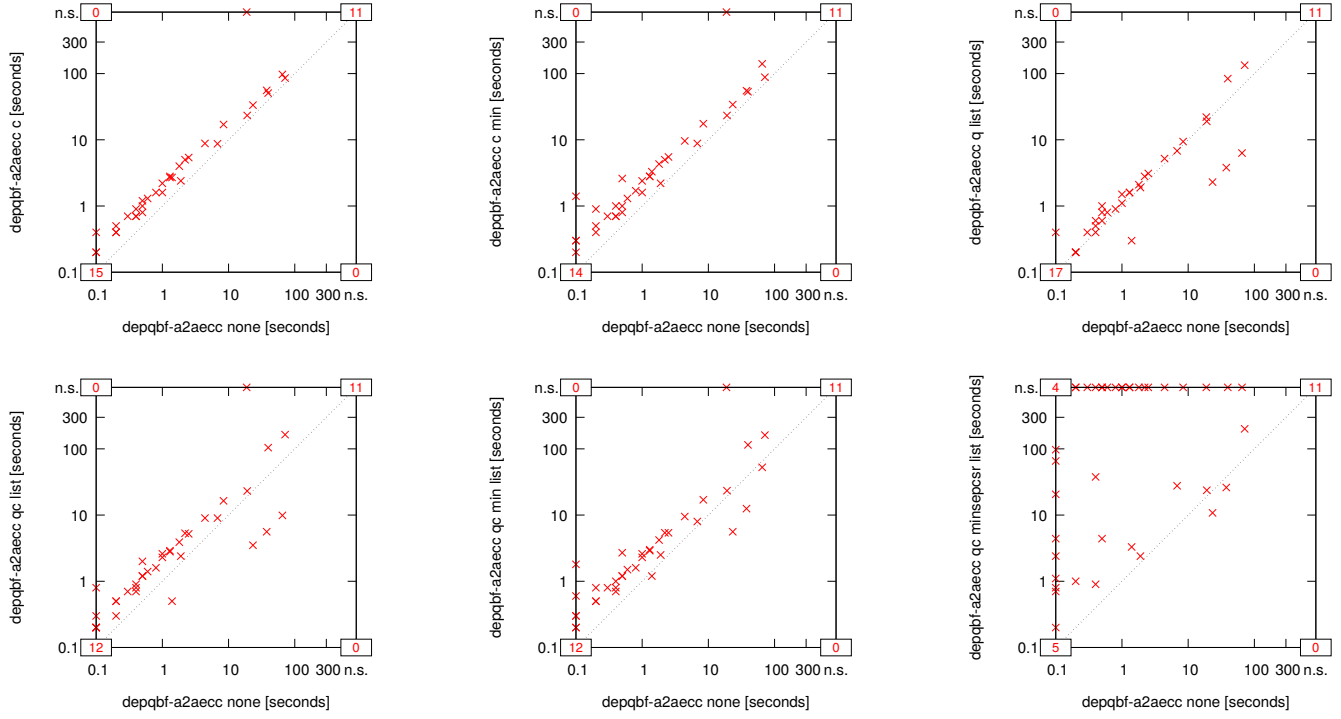 n.s. 0 11
300
100
10
1
0.1 15 0
0.1 1 10 100 300 n.s.
depqbf-a2aecc c [seconds]
depqbf-a2aecc none [seconds]
n.s. 0 11
300
100
10
1
0.1 14 0
0.1 1 10 100 300 n.s.
depqbf-a2aecc c min [seconds]
depqbf-a2aecc none [seconds]
n.s. 0 11
300
100
10
1
0.1 17 0
0.1 1 10 100 300 n.s.
depqbf-a2aecc q list [seconds]
depqbf-a2aecc none [seconds]
n.s. 0 11
300
100
10
1
0.1 12 0
0.1 1 10 100 300 n.s.
depqbf-a2aecc qc list [seconds]
depqbf-a2aecc none [seconds]
n.s. 0 11
300
100
10
1
0.1 12 0
0.1 1 10 100 300 n.s.
depqbf-a2aecc qc min list [seconds]
depqbf-a2aecc none [seconds]
n.s. 4 11
300
100
10
1
0.1 5 0
0.1 1 10 100 300 n.s.
depqbf-a2aecc qc minsepcsr list [seconds]
depqbf-a2aecc none [seconds]